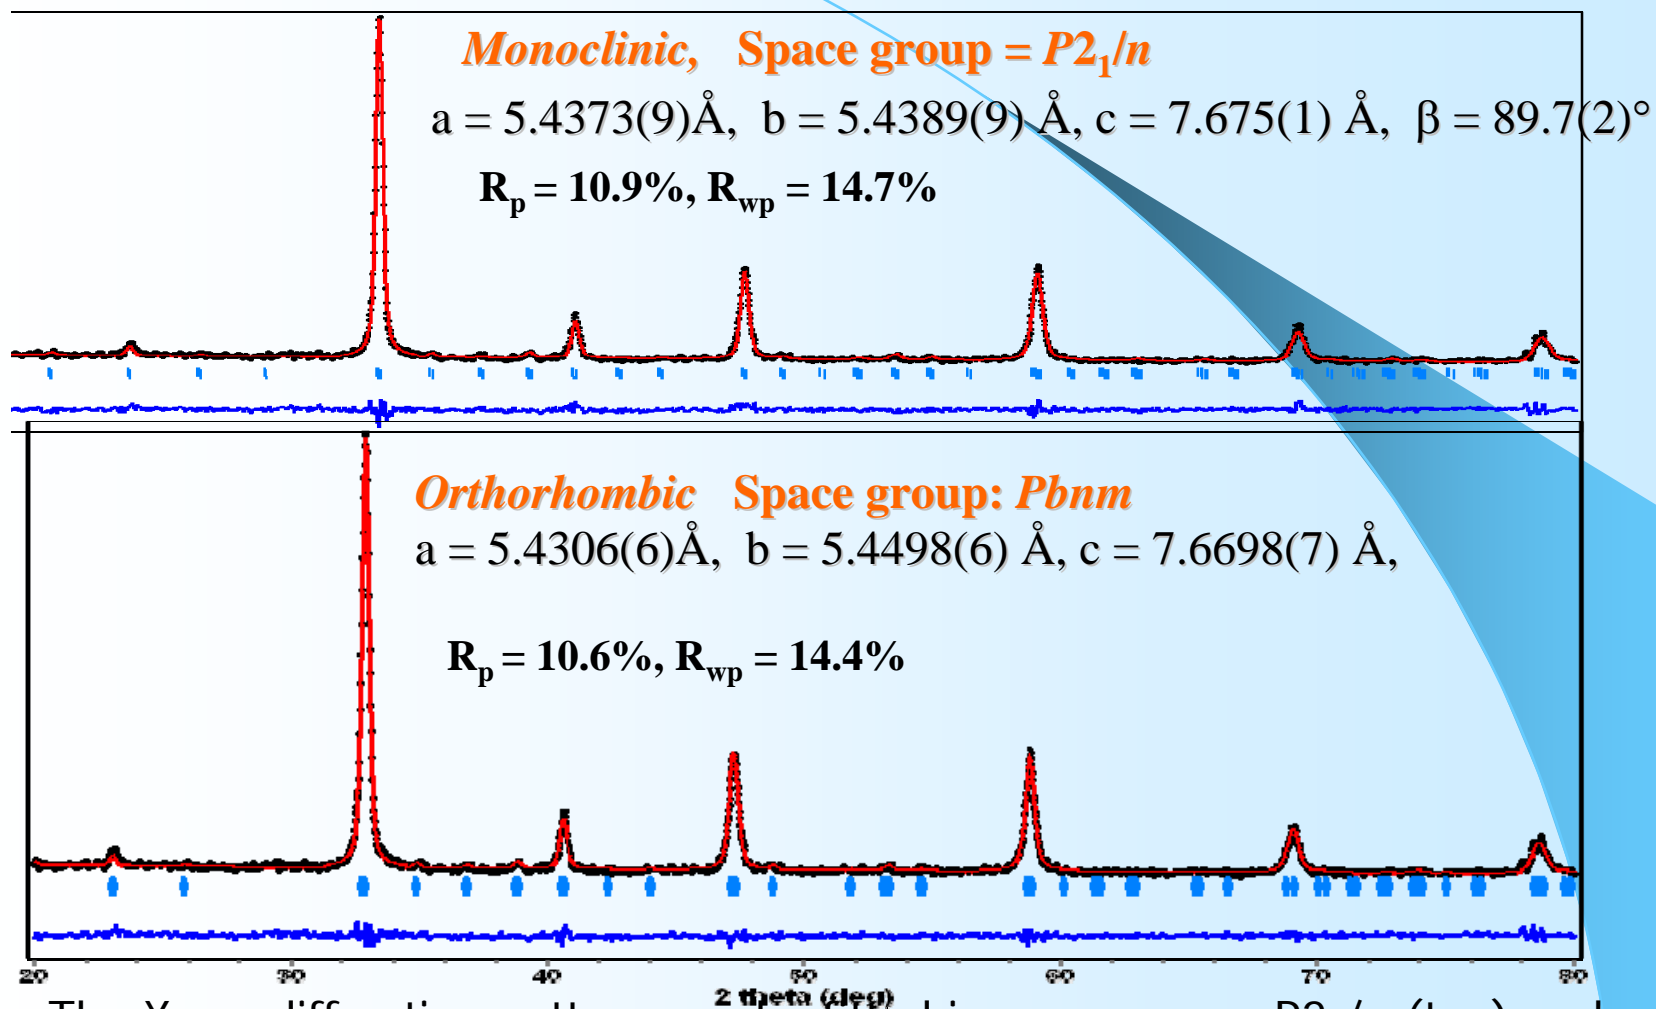 Monoclinic, Space group = P2₁/n
a = 5.4373(9)Å, b = 5.4389(9) Å, c = 7.675(1) Å, β = 89.7(2)°
Rp = 10.9%, Rwp = 14.7%
Orthorhombic Space group: Pbnm
a = 5.4306(6)Å, b = 5.4498(6) Å, c = 7.6698(7) Å,
Rp = 10.6%, Rwp = 14.4%
20 30 40 50 60 70 80
2 theta (deg)